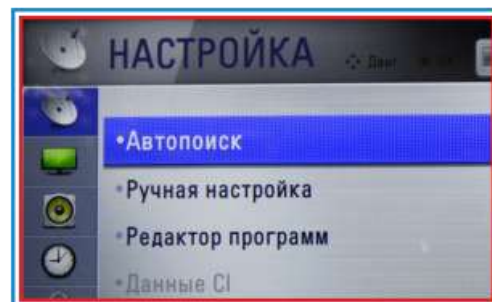 НАСТРОЙКА
•Автопоиск
•Ручная настройка
•Редактор программ
•Данные CI